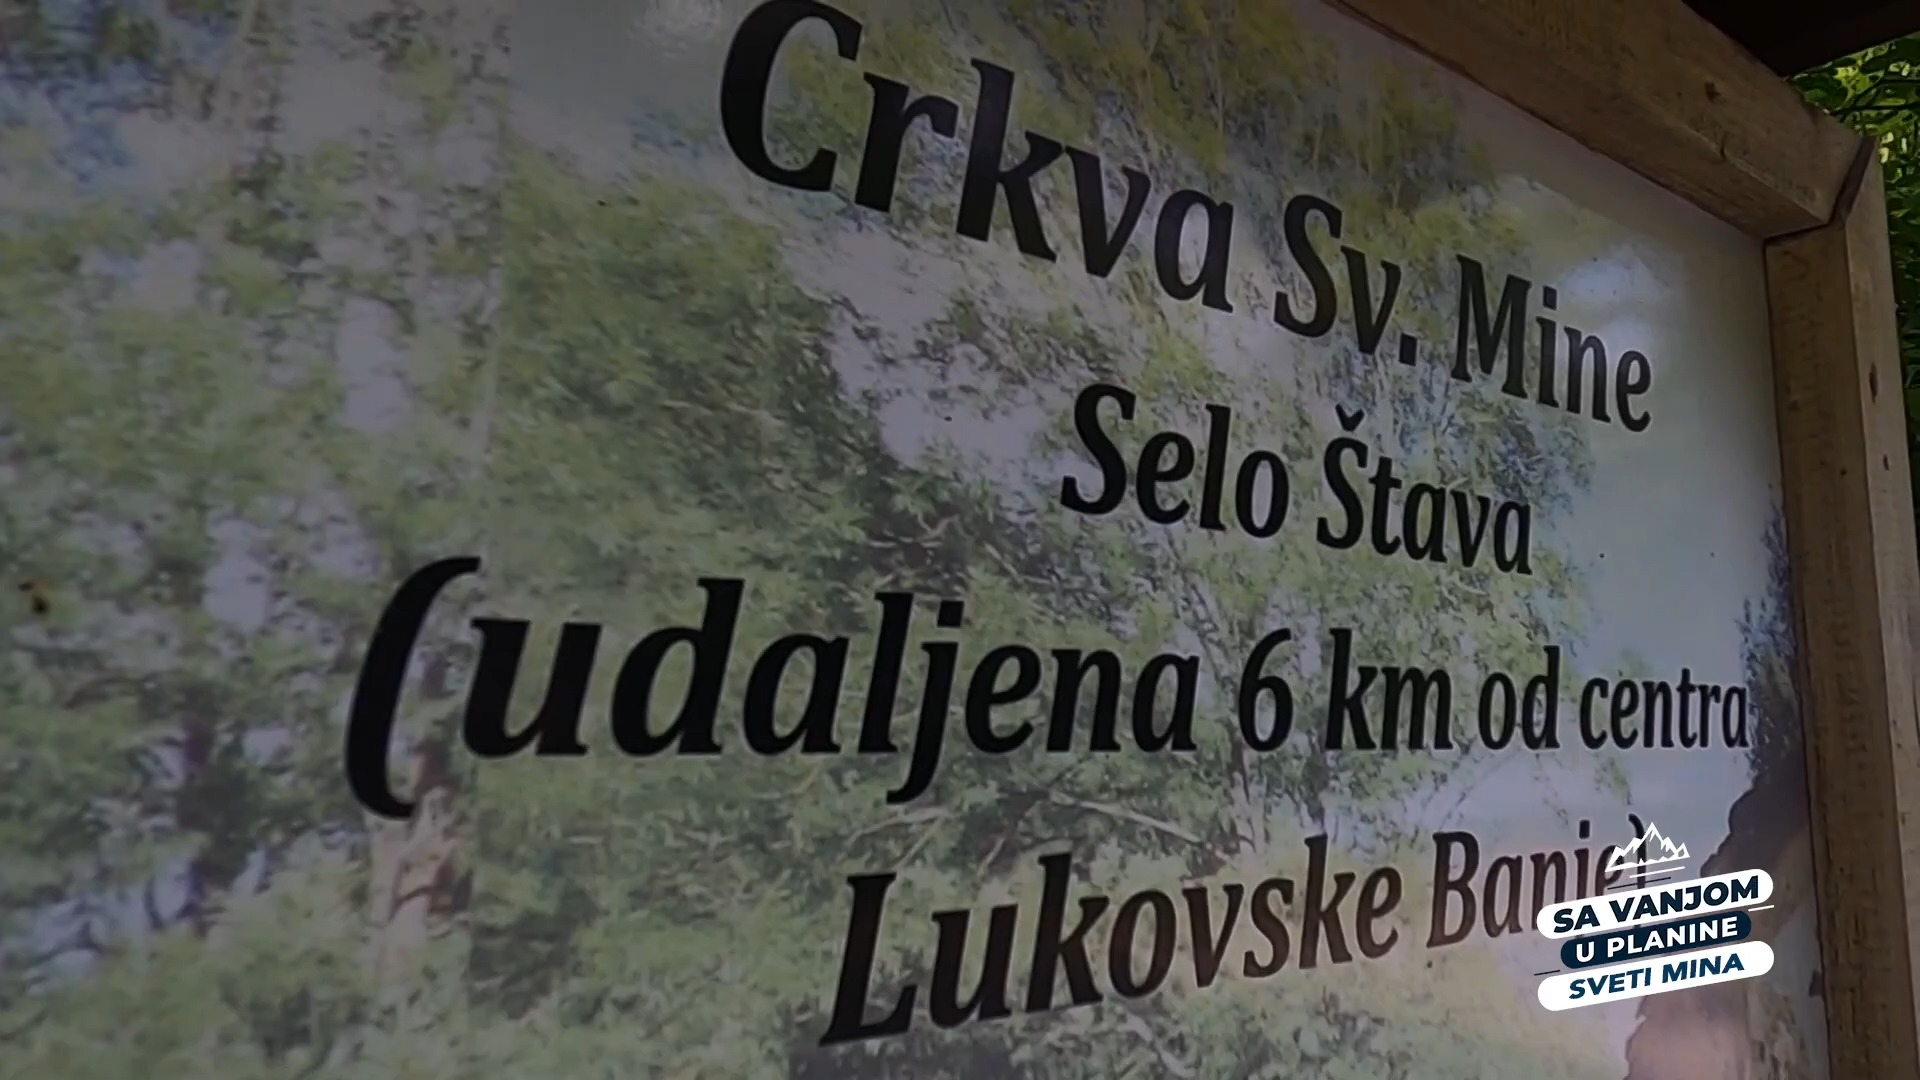 Crkva Sv. Mine
Selo Štava
(udaljena 6 km od centra
Lukovske Banje)
SA VANJOM
U PLANINE
SVETI MINA